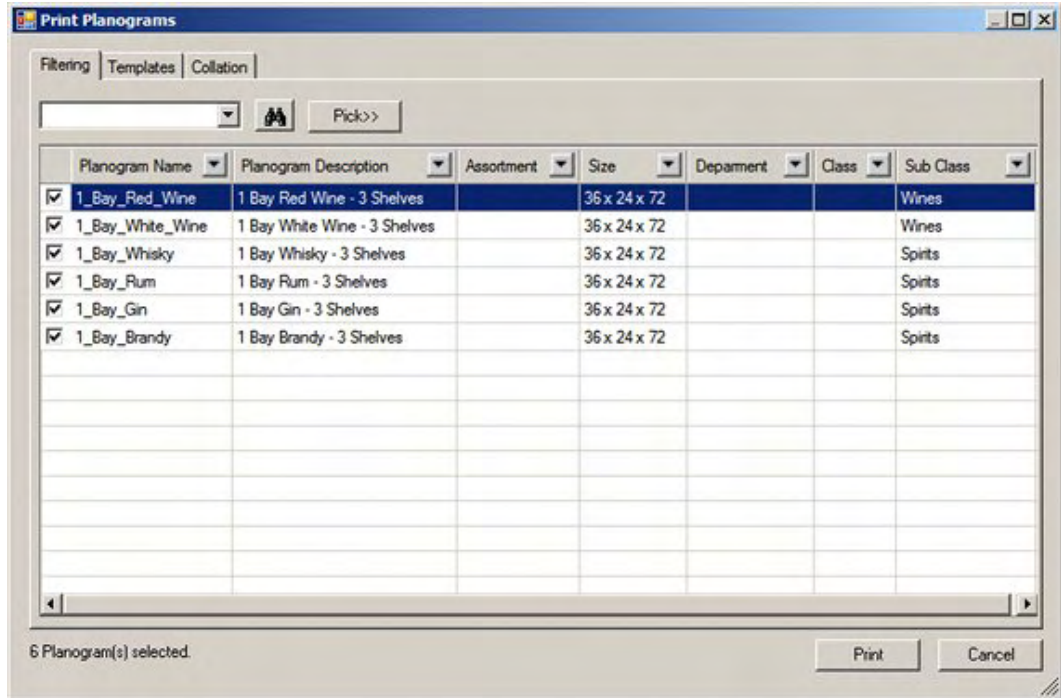 Print Planograms
Filtering Templates Collation
Pick>>
Planogram Name Planogram Description Assortment Size Deparment Class Sub Class
1_Bay_Red_Wine 1 Bay Red Wine - 3 Shelves 36 x 24 x 72 Wines
1_Bay_White_Wine 1 Bay White Wine - 3 Shelves 36 x 24 x 72 Wines
1_Bay_Whisky 1 Bay Whisky - 3 Shelves 36 x 24 x 72 Spirits
1_Bay_Rum 1 Bay Rum - 3 Shelves 36 x 24 x 72 Spirits
1_Bay_Gin 1 Bay Gin - 3 Shelves 36 x 24 x 72 Spirits
1_Bay_Brandy 1 Bay Brandy - 3 Shelves 36 x 24 x 72 Spirits
6 Planogram(s) selected. Print Cancel